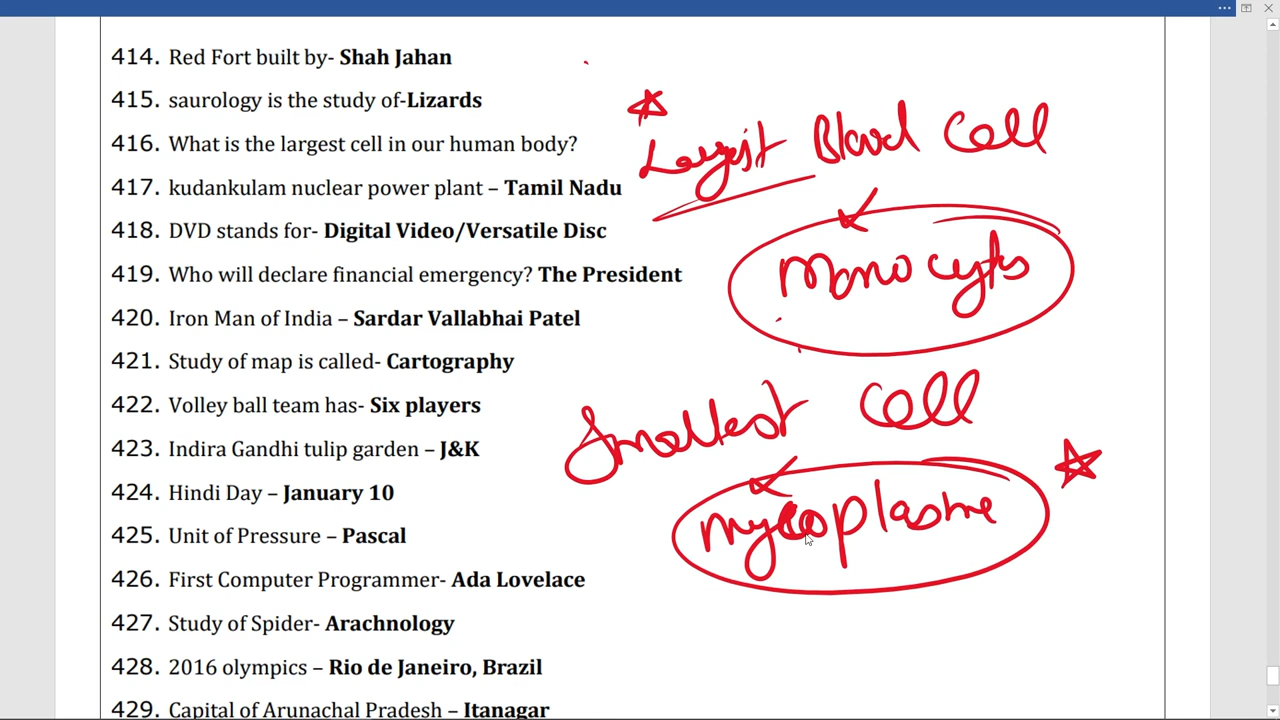 414. Red Fort built by- Shah Jahan
415. saurology is the study of-Lizards
416. What is the largest cell in our human body?
417. kudankulam nuclear power plant – Tamil Nadu
418. DVD stands for- Digital Video/Versatile Disc
419. Who will declare financial emergency? The President
420. Iron Man of India – Sardar Vallabhai Patel
421. Study of map is called- Cartography
422. Volley ball team has- Six players
423. Indira Gandhi tulip garden – J&K
424. Hindi Day – January 10
425. Unit of Pressure – Pascal
426. First Computer Programmer- Ada Lovelace
427. Study of Spider- Arachnology
428. 2016 olympics – Rio de Janeiro, Brazil
429. Capital of Arunachal Pradesh – Itanagar
Largest Blood Cell
Monocyts
Smallest cell
mycoplasme